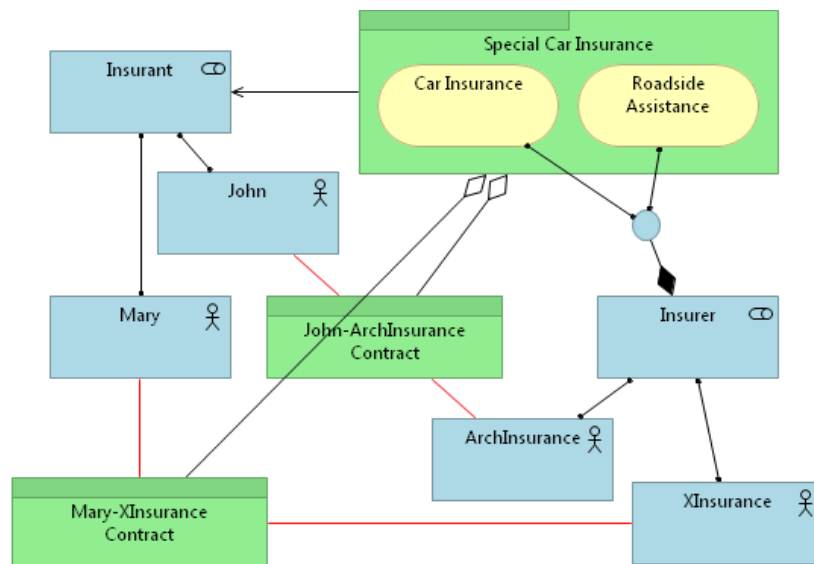 Insurant
Special Car Insurance
Car Insurance
Roadside
Assistance
John
Mary
John-ArchInsurance
Contract
Insurer
ArchInsurance
Mary-XInsurance
Contract
XInsurance